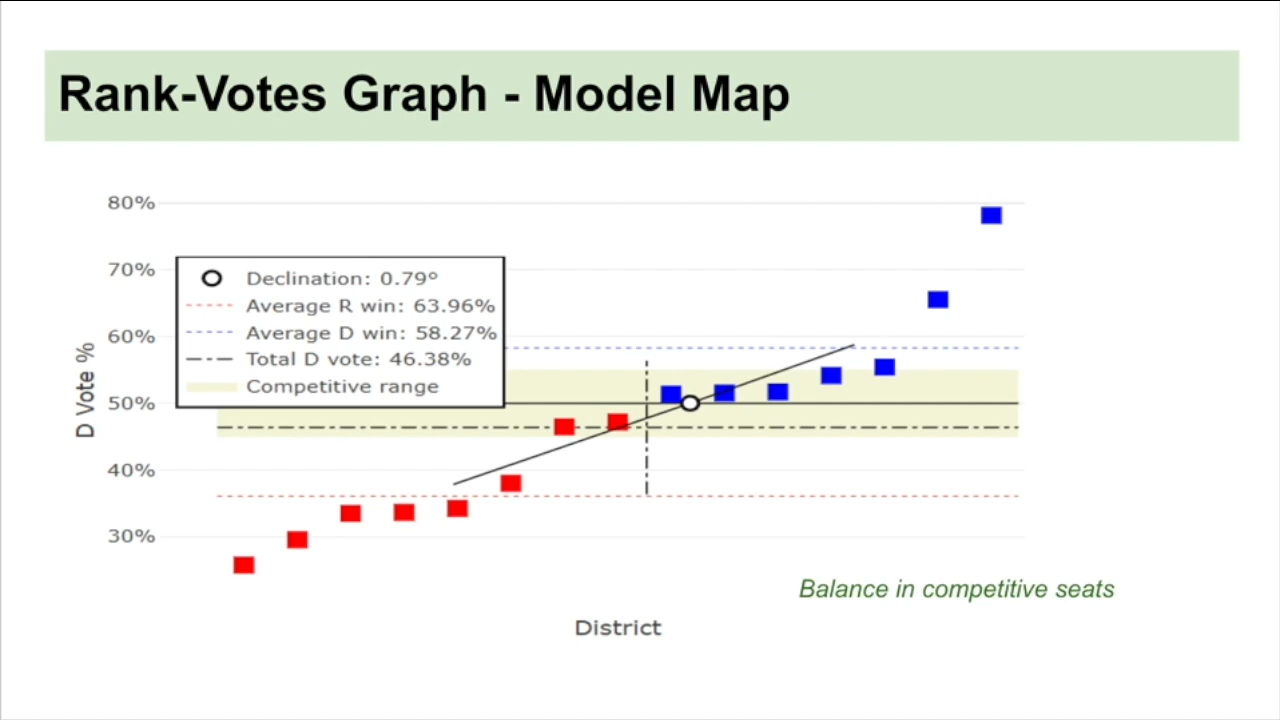 Rank-Votes Graph - Model Map
80%
70%
60%
50%
40%
30%
D Vote %
Declination: 0.79°
Average R win: 63.96%
Average D win: 58.27%
Total D vote: 46.38%
Competitive range
Balance in competitive seats
District